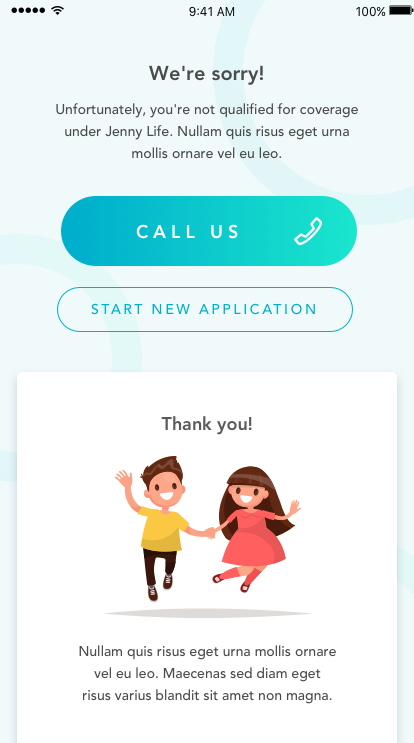 9:41 AM
100%
We're sorry!
Unfortunately, you're not qualified for coverage
under Jenny Life. Nullam quis risus eget urna
mollis ornare vel eu leo.
CALL US
START NEW APPLICATION
Thank you!
Nullam quis risus eget urna mollis ornare
vel eu leo. Maecenas sed diam eget
risus varius blandit sit amet non magna.